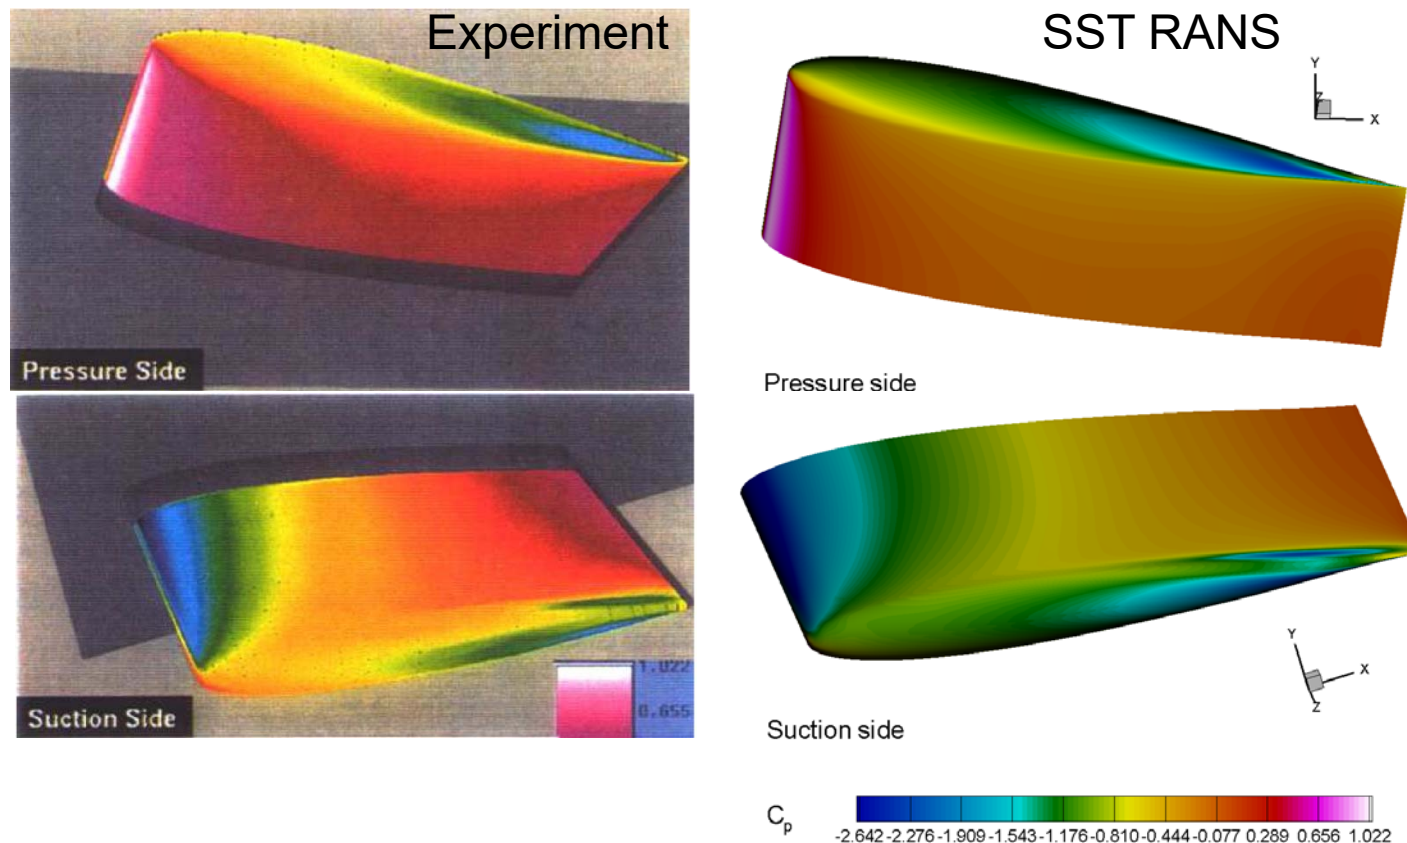 Experiment
SST RANS
Y
Z
X
Pressure Side
Pressure side
1.022
0.655
Suction Side
Y
X
Z
Suction side
Cp
-2.642 -2.276 -1.909 -1.543 -1.176 -0.810 -0.444 -0.077 0.289 0.656 1.022